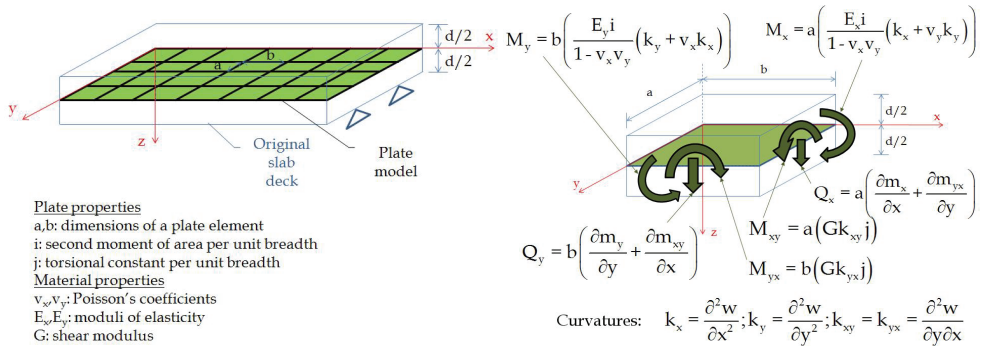 d/2
d/2
x
b
a
y
z
Original
slab
deck
Plate
model
Plate properties
a,b: dimensions of a plate element
i: second moment of area per unit breadth
j: torsional constant per unit breadth
Material properties
v_x,v_y: Poisson's coefficients
E_x,E_y: moduli of elasticity
G: shear modulus
M_y = b(E_y i / (1 - v_x v_y) (k_y + v_x k_x))
M_x = a(E_x i / (1 - v_x v_y) (k_x + v_y k_y))
b
a
d/2
d/2
x
y
z
Q_x = a(∂m_x/∂x + ∂m_yx/∂y)
M_xy = a(Gk_xy j)
Q_y = b(∂m_y/∂y + ∂m_xy/∂x)
M_yx = b(Gk_yx j)
Curvatures: k_x = ∂²w/∂x²; k_y = ∂²w/∂y²; k_xy = k_yx = ∂²w/∂y∂x